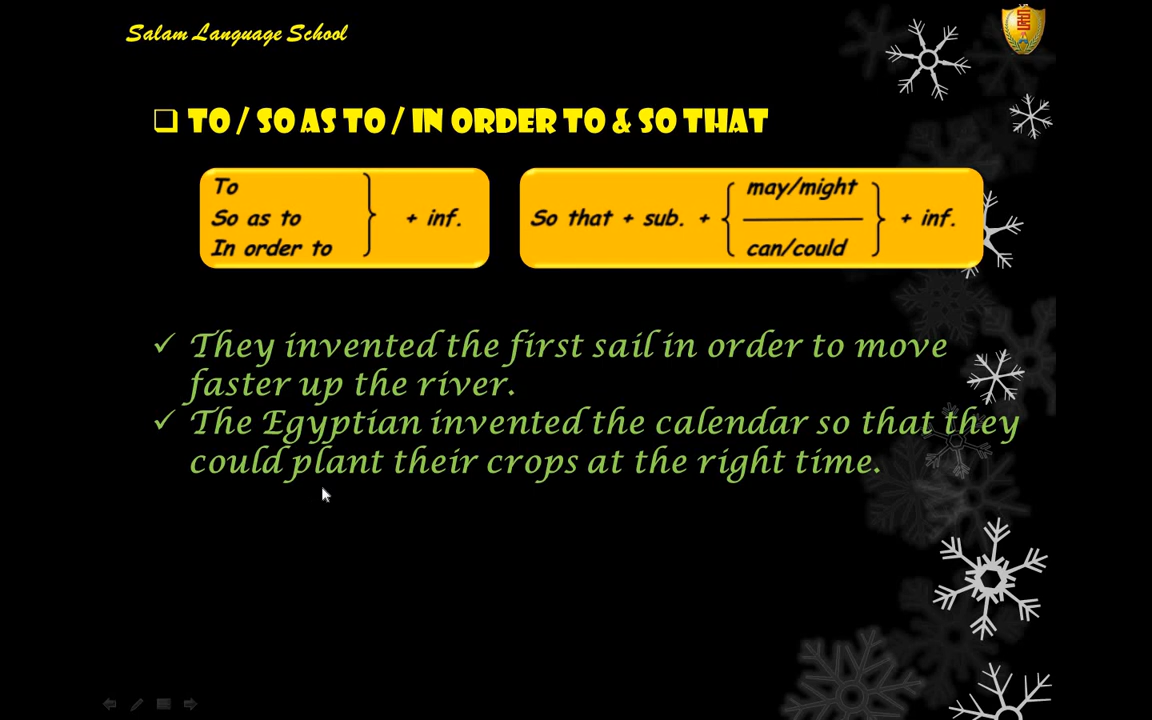 Salam Language School
TO / SO AS TO / IN ORDER TO & SO THAT
To
So as to + inf.
In order to
may/might
So that + sub. + + inf.
can/could
They invented the first sail in order to move
faster up the river.
The Egyptian invented the calendar so that they
could plant their crops at the right time.